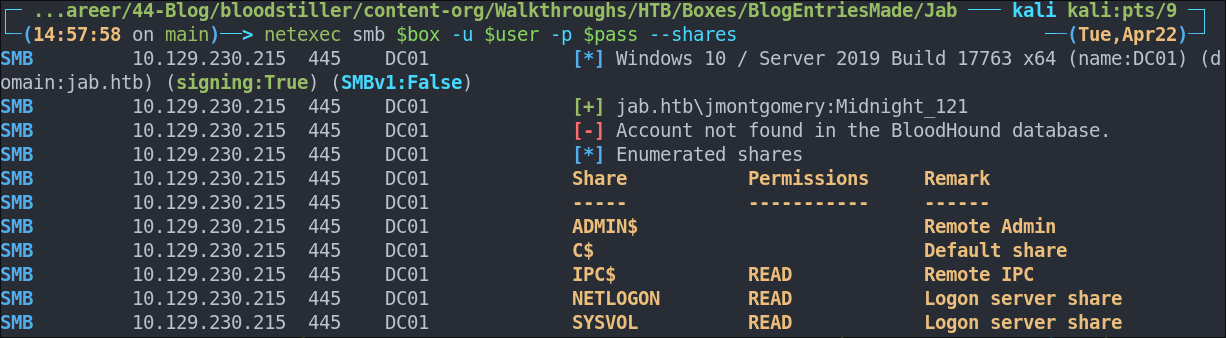 ...areer/44-Blog/bloodstiller/content-org/Walkthroughs/HTB/Boxes/BlogEntriesMade/Jab kali kali:pts/9
(14:57:58 on main)──> netexec smb $box -u $user -p $pass --shares (Tue,Apr22)
SMB 10.129.230.215 445 DC01 [*] Windows 10 / Server 2019 Build 17763 x64 (name:DC01) (d
omain:jab.htb) (signing:True) (SMBv1:False)
SMB 10.129.230.215 445 DC01 [+] jab.htb\jmontgomery:Midnight_121
SMB 10.129.230.215 445 DC01 [-] Account not found in the BloodHound database.
SMB 10.129.230.215 445 DC01 [*] Enumerated shares
SMB 10.129.230.215 445 DC01 Share Permissions Remark
SMB 10.129.230.215 445 DC01 ----- ----------- ------
SMB 10.129.230.215 445 DC01 ADMIN$ Remote Admin
SMB 10.129.230.215 445 DC01 C$ Default share
SMB 10.129.230.215 445 DC01 IPC$ READ Remote IPC
SMB 10.129.230.215 445 DC01 NETLOGON READ Logon server share
SMB 10.129.230.215 445 DC01 SYSVOL READ Logon server share